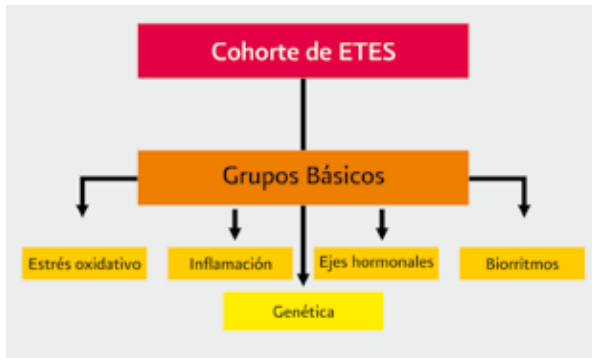 Cohorte de ETES
Grupos Básicos
Estrés oxidativo
Inflamación
Ejes hormonales
Biorritmos
Genética